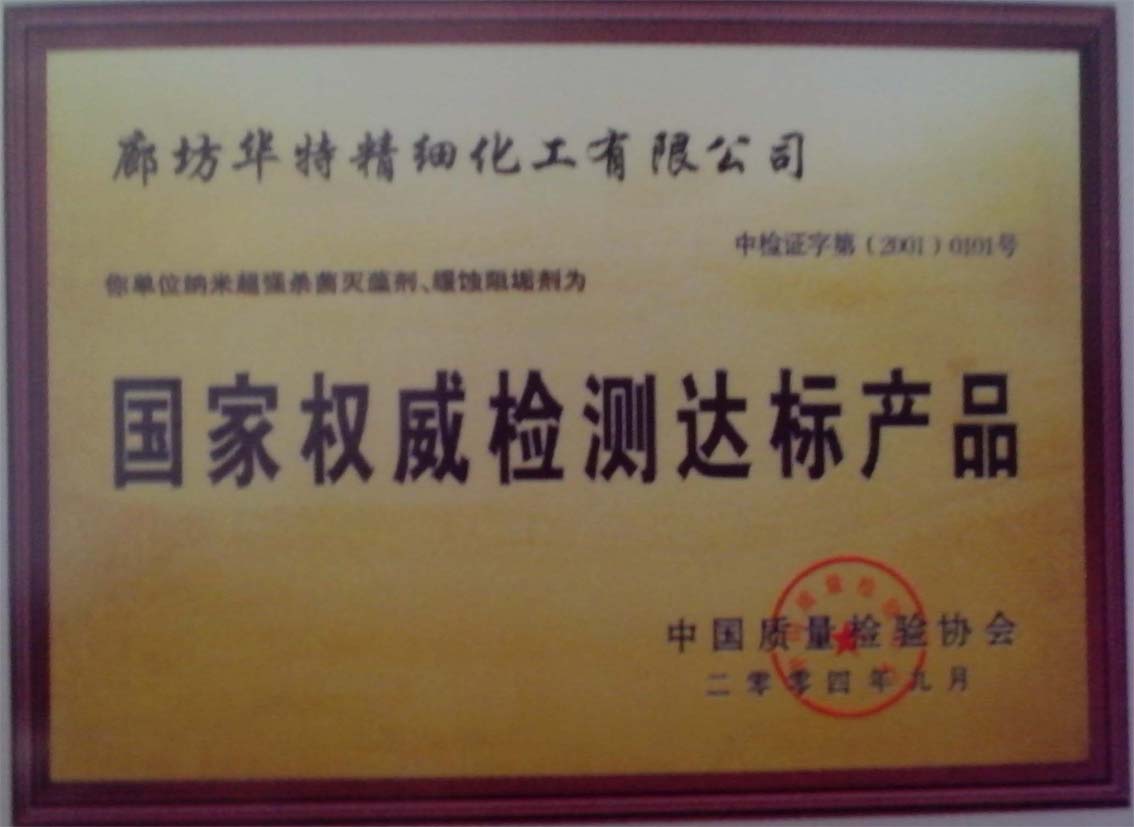 廊坊华特精细化工有限公司
中检证字第（2001）0101号
你单位纳米超强杀菌灭藻剂、缓蚀阻垢剂为
国家权威检测达标产品
中国质量检验协会
二零零四年九月